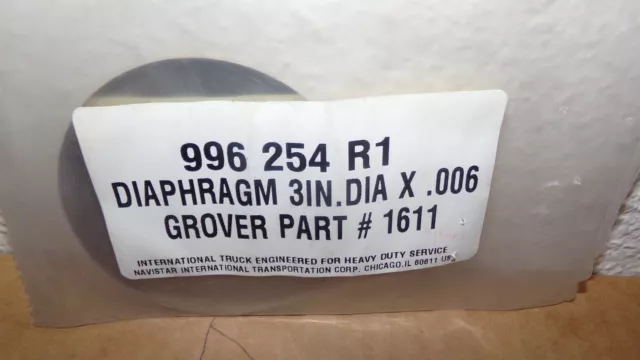 996 254 R1
DIAPHRAGM 3IN.DIA X .006
GROVER PART # 1611
INTERNATIONAL TRUCK ENGINEERED FOR HEAVY DUTY SERVICE
NAVISTAR INTERNATIONAL TRANSPORTATION CORP. CHICAGO.IL 60611